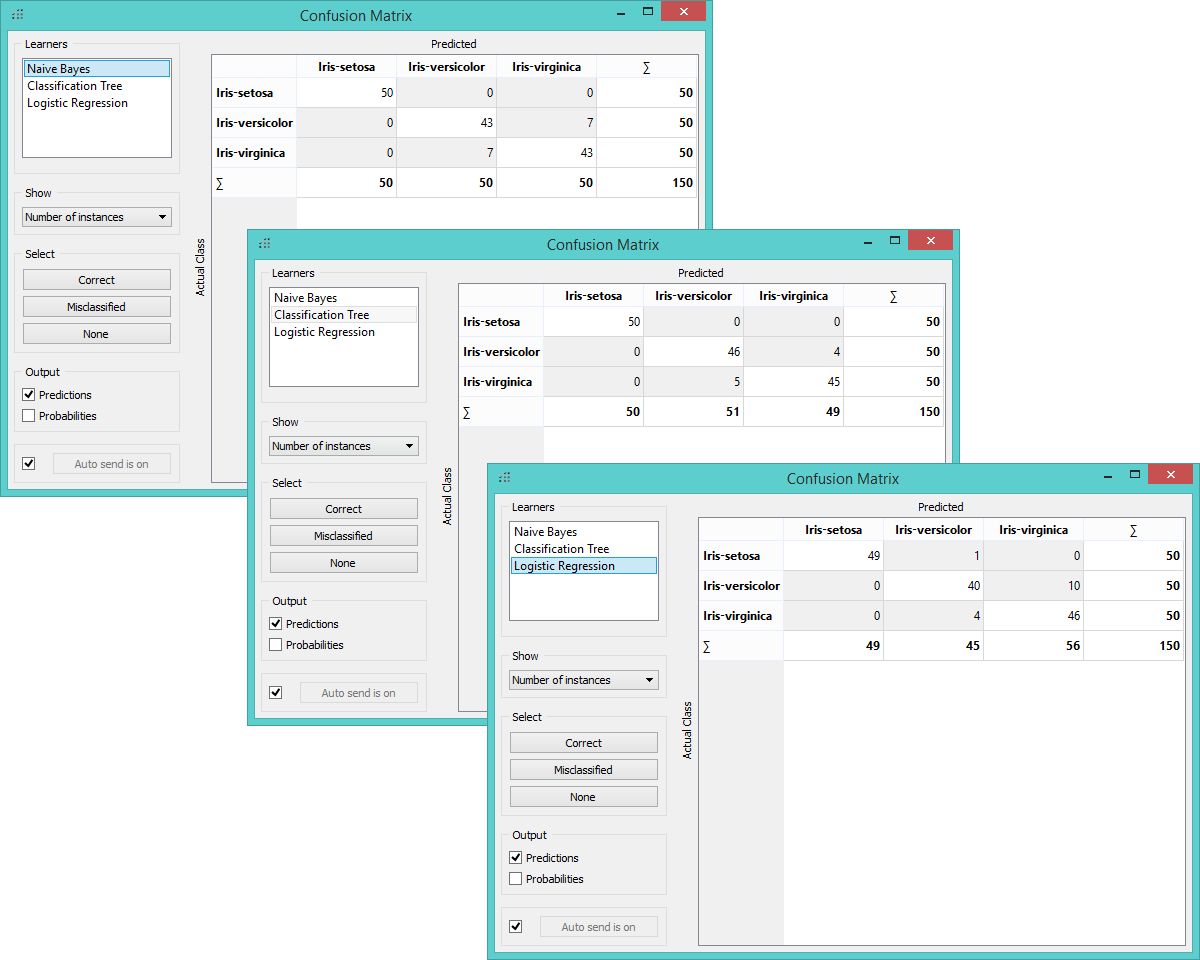 Confusion Matrix
Learners
Naive Bayes
Classification Tree
Logistic Regression
Show
Number of instances
Select
Correct
Misclassified
None
Output
Predictions
Probabilities
Auto send is on
Predicted
Actual Class
Iris-setosa Iris-versicolor Iris-virginica ∑
Iris-setosa 50 0 0 50
Iris-versicolor 0 43 7 50
Iris-virginica 0 7 43 50
∑ 50 50 50 150
Confusion Matrix
Learners
Naive Bayes
Classification Tree
Logistic Regression
Show
Number of instances
Select
Correct
Misclassified
None
Output
Predictions
Probabilities
Auto send is on
Predicted
Actual Class
Iris-setosa Iris-versicolor Iris-virginica ∑
Iris-setosa 50 0 0 50
Iris-versicolor 0 46 4 50
Iris-virginica 0 5 45 50
∑ 50 51 49 150
Confusion Matrix
Learners
Naive Bayes
Classification Tree
Logistic Regression
Show
Number of instances
Select
Correct
Misclassified
None
Output
Predictions
Probabilities
Auto send is on
Predicted
Actual Class
Iris-setosa Iris-versicolor Iris-virginica ∑
Iris-setosa 49 1 0 50
Iris-versicolor 0 40 10 50
Iris-virginica 0 4 46 50
∑ 49 45 56 150